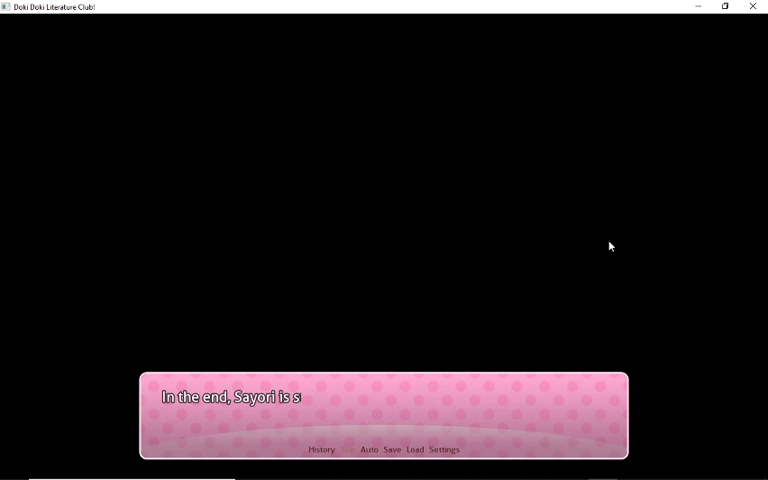 Doki Doki Literature Club!
In the end, Sayori is s
History Auto Save Load Settings